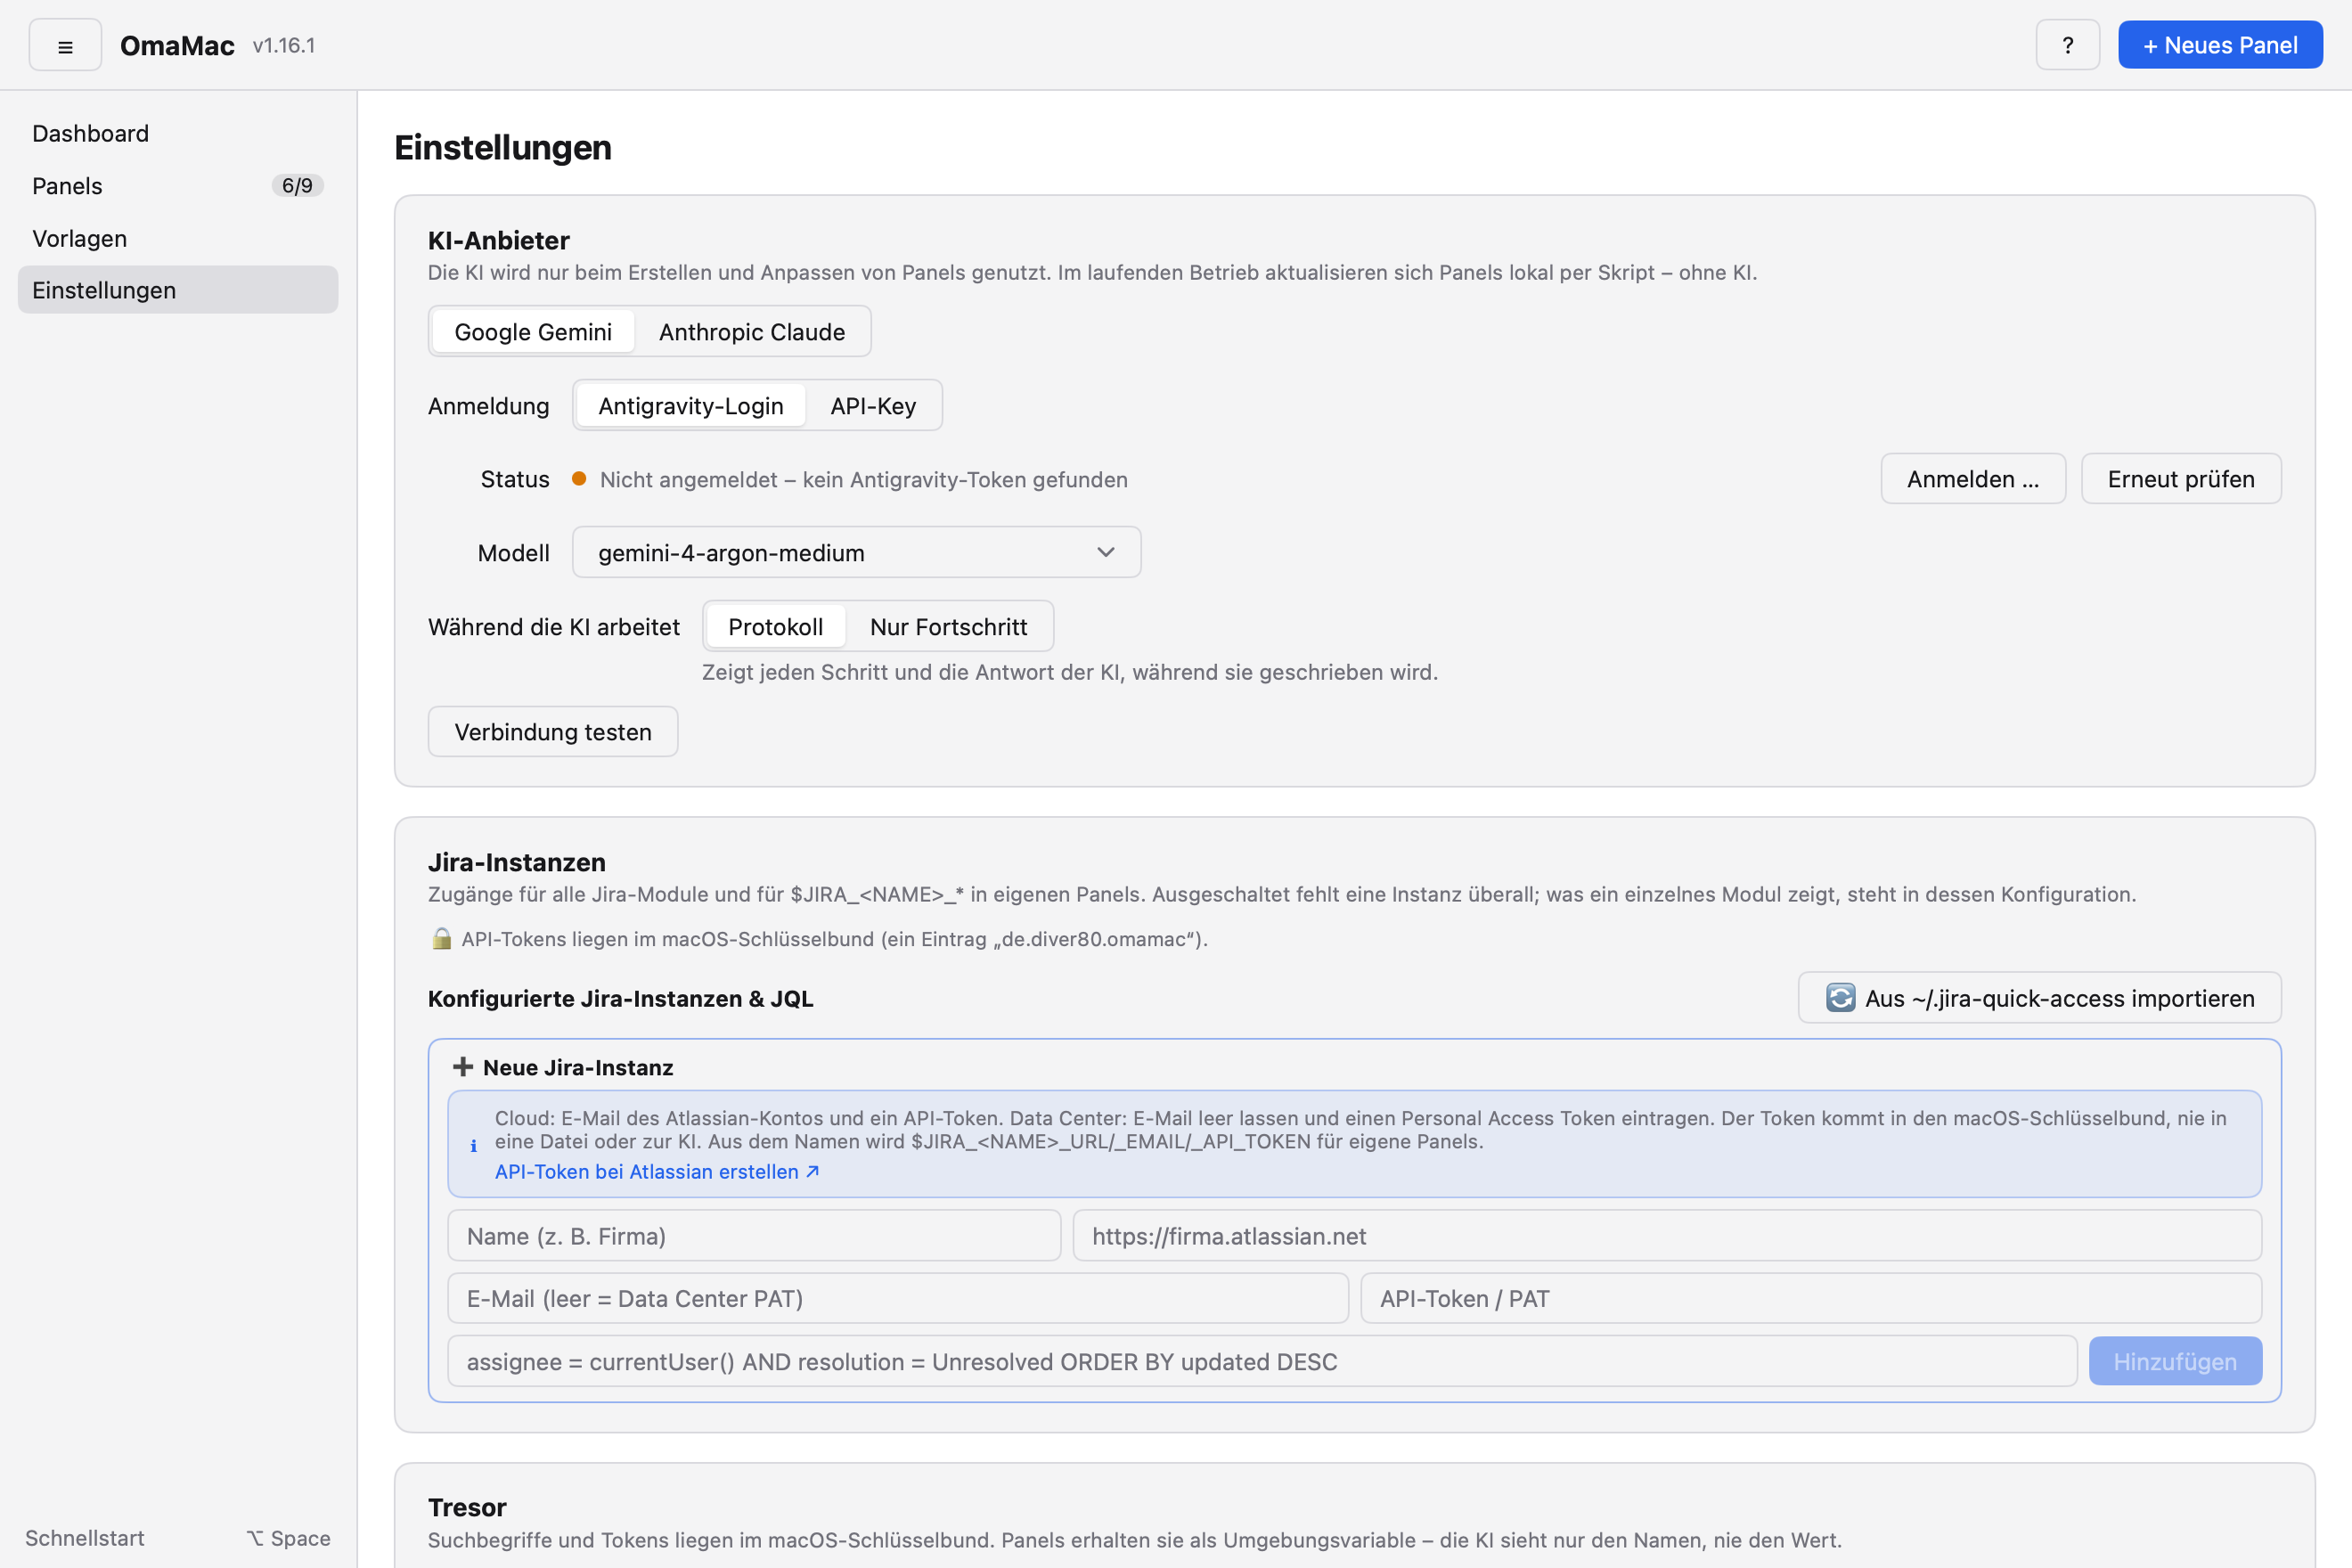 ≡ OmaMac v1.16.1 ? + Neues Panel
Dashboard
Panels 6/9
Vorlagen
Einstellungen
Einstellungen
KI-Anbieter
Die KI wird nur beim Erstellen und Anpassen von Panels genutzt. Im laufenden Betrieb aktualisieren sich Panels lokal per Skript – ohne KI.
Google Gemini Anthropic Claude
Anmeldung Antigravity-Login API-Key
Status Nicht angemeldet – kein Antigravity-Token gefunden Anmelden ... Erneut prüfen
Modell gemini-4-argon-medium
Während die KI arbeitet Protokoll Nur Fortschritt
Zeigt jeden Schritt und die Antwort der KI, während sie geschrieben wird.
Verbindung testen
Jira-Instanzen
Zugänge für alle Jira-Module und für $JIRA_<NAME>_* in eigenen Panels. Ausgeschaltet fehlt eine Instanz überall; was ein einzelnes Modul zeigt, steht in dessen Konfiguration.
🔒 API-Tokens liegen im macOS-Schlüsselbund (ein Eintrag „de.diver80.omamac“).
Konfigurierte Jira-Instanzen & JQL 🔄 Aus ~/.jira-quick-access importieren
➕ Neue Jira-Instanz
Cloud: E-Mail des Atlassian-Kontos und ein API-Token. Data Center: E-Mail leer lassen und einen Personal Access Token eintragen. Der Token kommt in den macOS-Schlüsselbund, nie in
ℹ eine Datei oder zur KI. Aus dem Namen wird $JIRA_<NAME>_URL/_EMAIL/_API_TOKEN für eigene Panels.
API-Token bei Atlassian erstellen ↗
Name (z. B. Firma) https://firma.atlassian.net
E-Mail (leer = Data Center PAT) API-Token / PAT
assignee = currentUser() AND resolution = Unresolved ORDER BY updated DESC Hinzufügen
Tresor
Suchbegriffe und Tokens liegen im macOS-Schlüsselbund. Panels erhalten sie als Umgebungsvariable – die KI sieht nur den Namen, nie den Wert.
Schnellstart ⌥ Space